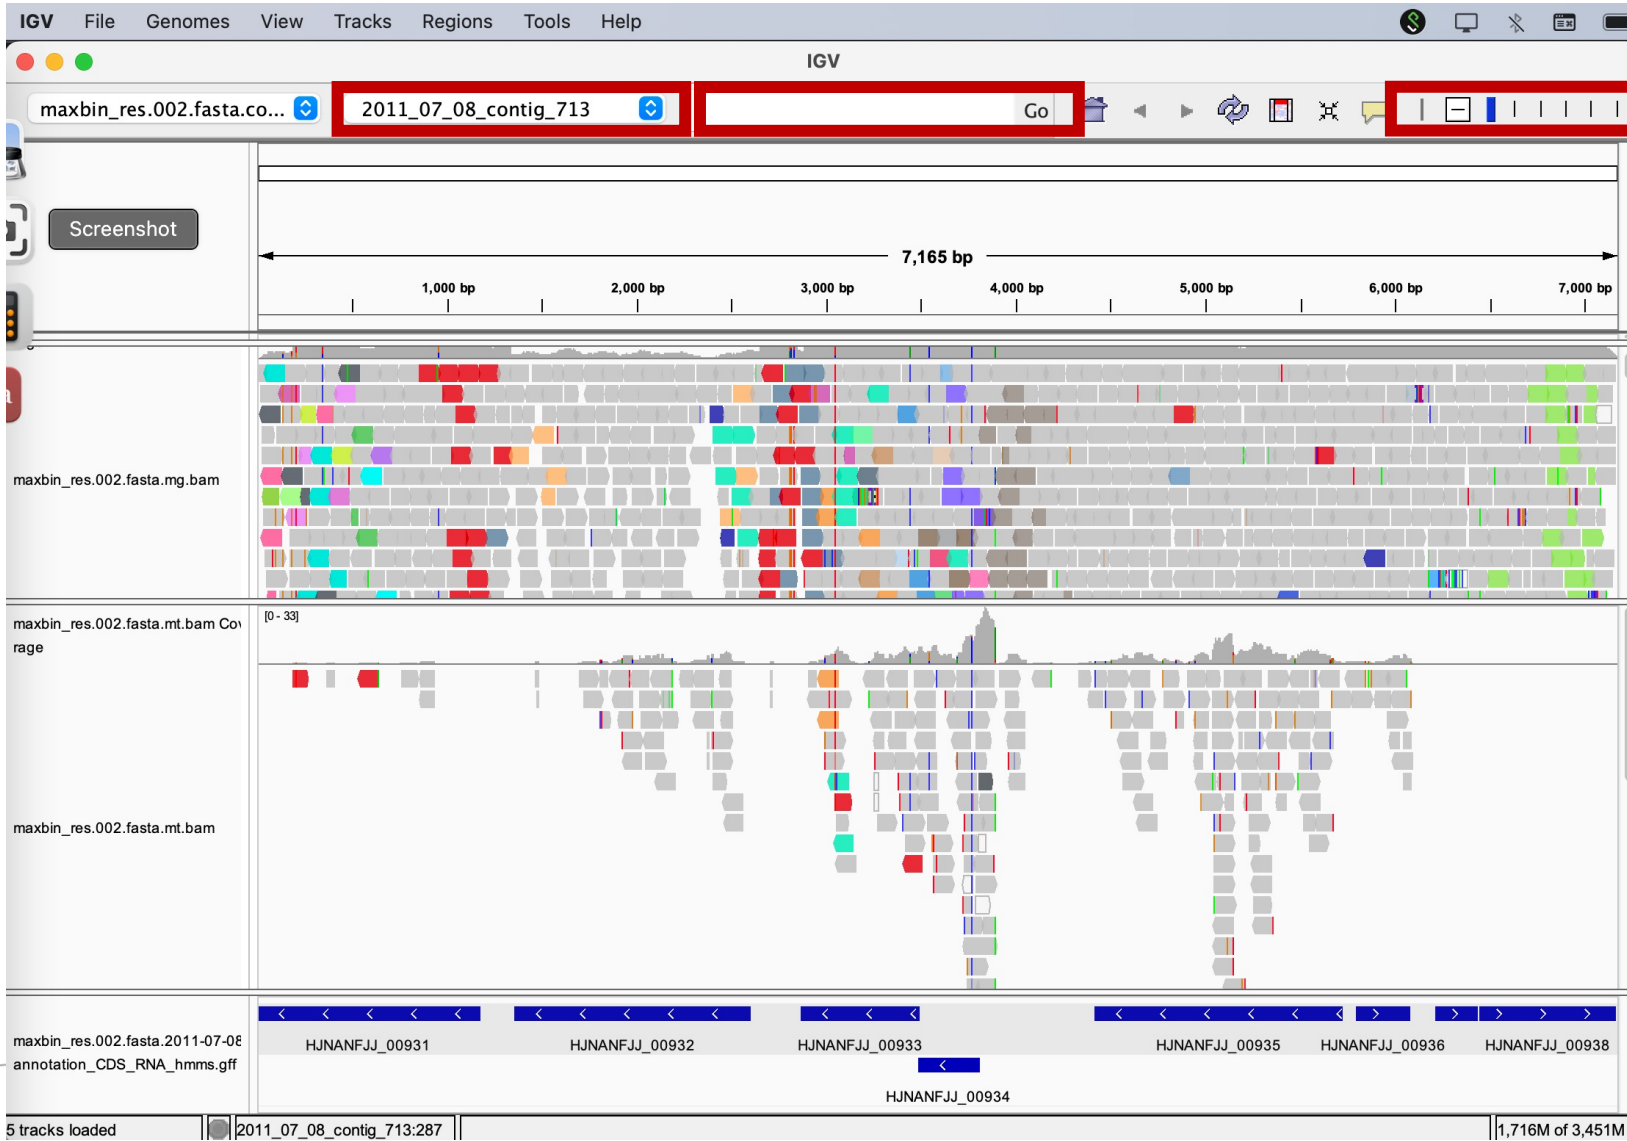 IGV File Genomes View Tracks Regions Tools Help
IGV
maxbin_res.002.fasta.co... 2011_07_08_contig_713 Go
Screenshot
7,165 bp
1,000 bp 2,000 bp 3,000 bp 4,000 bp 5,000 bp 6,000 bp 7,000 bp
maxbin_res.002.fasta.mg.bam
maxbin_res.002.fasta.mt.bam Cov
rage
[0 - 33]
maxbin_res.002.fasta.mt.bam
maxbin_res.002.fasta.2011-07-08
annotation_CDS_RNA_hmms.gff
HJNANFJJ_00931 HJNANFJJ_00932 HJNANFJJ_00933 HJNANFJJ_00935 HJNANFJJ_00936 HJNANFJJ_00938
HJNANFJJ_00934
5 tracks loaded 2011_07_08_contig_713:287 1,716M of 3,451M